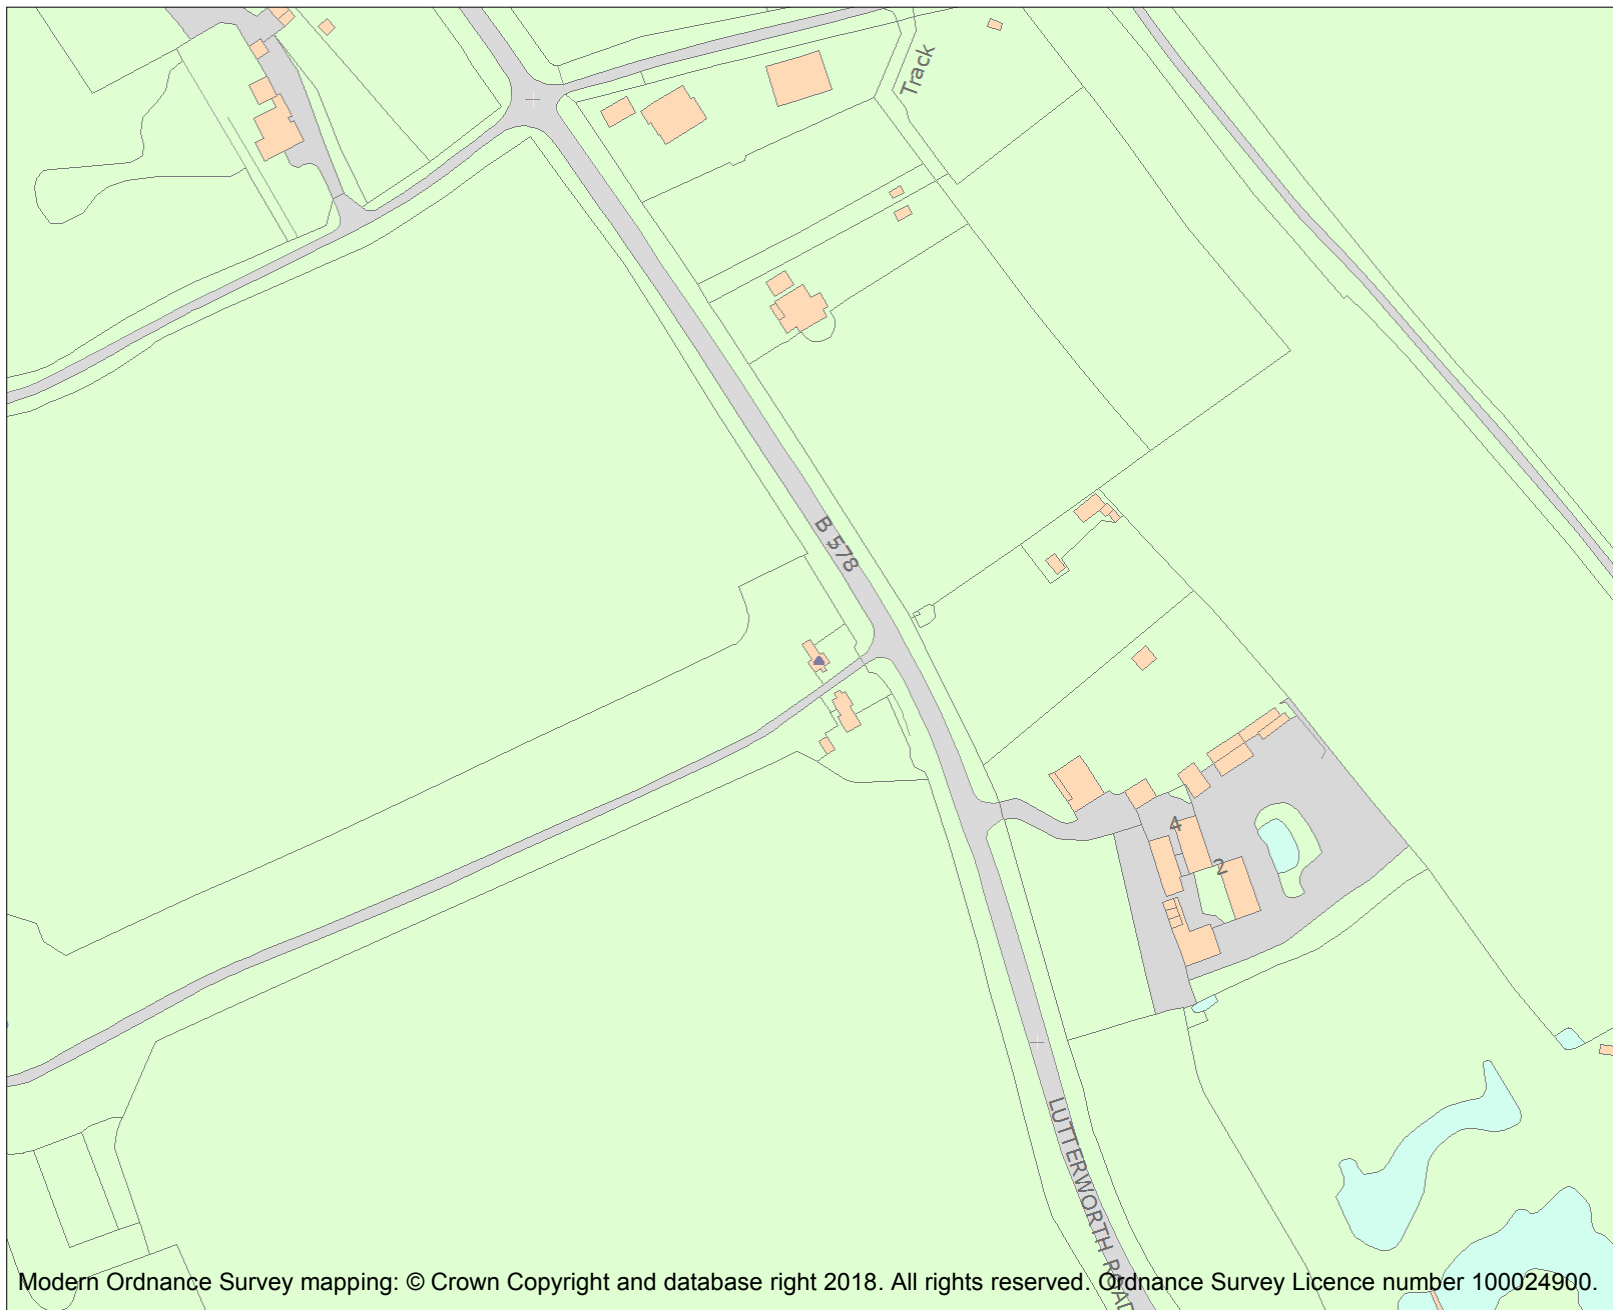 Track
B 578
4
2
LUTTERWORTH ROAD
Modern Ordnance Survey mapping: © Crown Copyright and database right 2018. All rights reserved. Ordnance Survey Licence number 100024900.